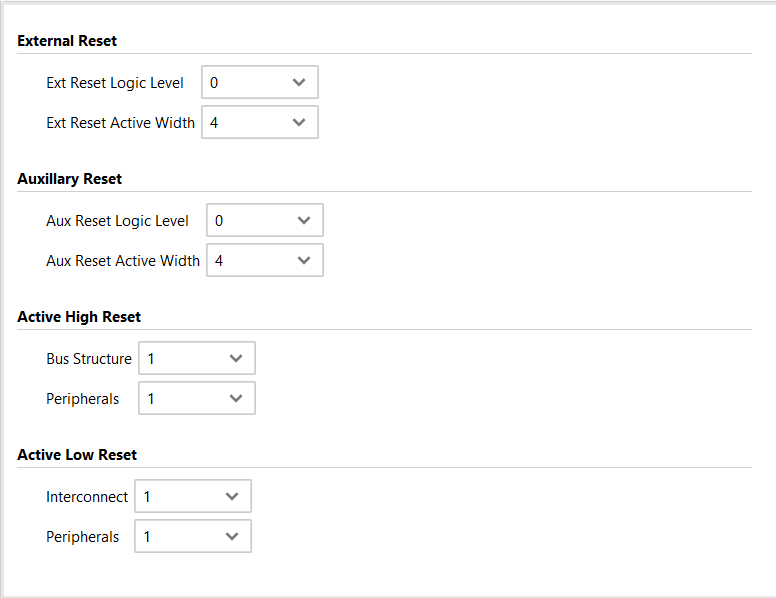 External Reset
Ext Reset Logic Level 0
Ext Reset Active Width 4
Auxillary Reset
Aux Reset Logic Level 0
Aux Reset Active Width 4
Active High Reset
Bus Structure 1
Peripherals 1
Active Low Reset
Interconnect 1
Peripherals 1